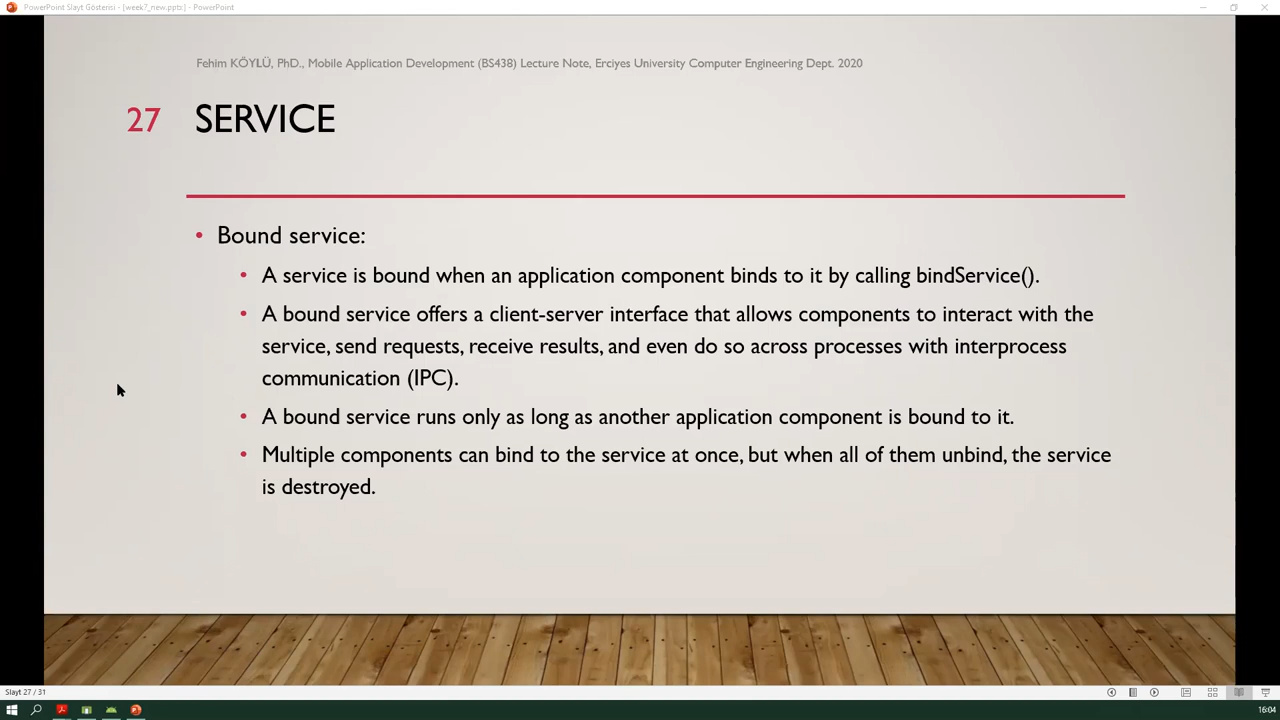 PowerPoint Slayt Gösterisi - [week7_new.pptx] - PowerPoint
Fehim KÖYLÜ, PhD., Mobile Application Development (BS438) Lecture Note, Erciyes University Computer Engineering Dept. 2020
27 SERVICE
• Bound service:
• A service is bound when an application component binds to it by calling bindService().
• A bound service offers a client-server interface that allows components to interact with the
service, send requests, receive results, and even do so across processes with interprocess
communication (IPC).
• A bound service runs only as long as another application component is bound to it.
• Multiple components can bind to the service at once, but when all of them unbind, the service
is destroyed.
Slayt 27 / 31
16:04